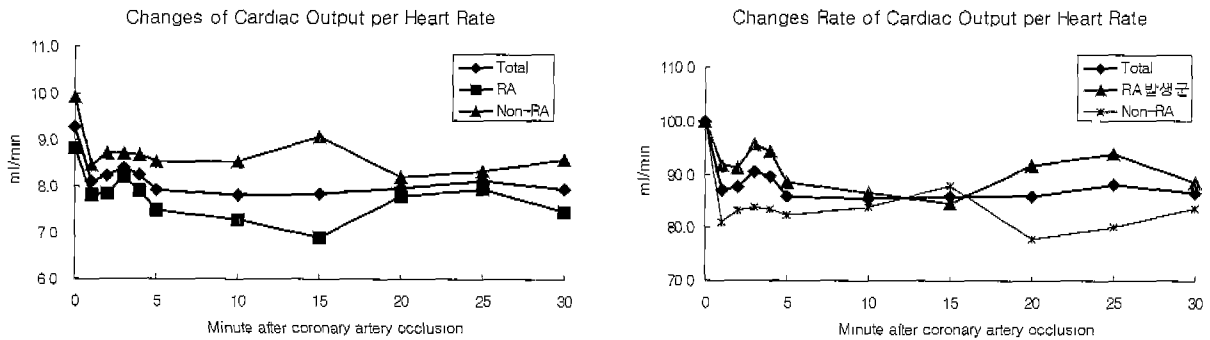 Changes of Cardiac Output per Heart Rate
11.0
10.0
9.0
8.0
7.0
6.0
ml/min
Total
RA
Non-RA
0 5 10 15 20 25 30
Minute after coronary artery occlusion
Changes Rate of Cardiac Output per Heart Rate
110.0
100.0
90.0
80.0
70.0
ml/min
Total
RA발생군
Non-RA
0 5 10 15 20 25 30
Minute after coronary artery occlusion